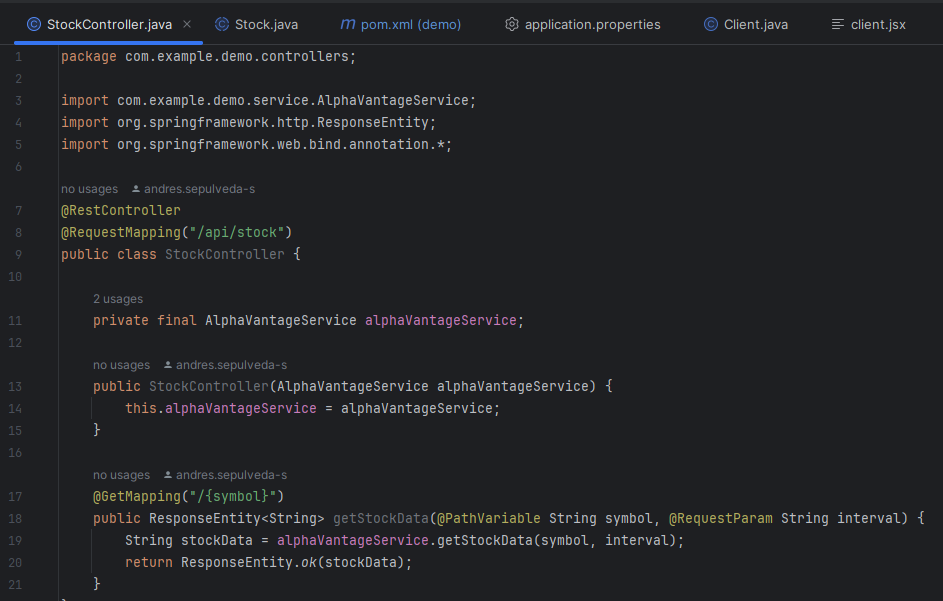 StockController.java × Stock.java pom.xml (demo) application.properties Client.java client.jsx
1 package com.example.demo.controllers;
2
3 import com.example.demo.service.AlphaVantageService;
4 import org.springframework.http.ResponseEntity;
5 import org.springframework.web.bind.annotation.*;
6
no usages andres.sepulveda-s
7 @RestController
8 @RequestMapping("/api/stock")
9 public class StockController {
10
2 usages
11 private final AlphaVantageService alphaVantageService;
12
no usages andres.sepulveda-s
13 public StockController(AlphaVantageService alphaVantageService) {
14 this.alphaVantageService = alphaVantageService;
15 }
16
no usages andres.sepulveda-s
17 @GetMapping("/{symbol}")
18 public ResponseEntity<String> getStockData(@PathVariable String symbol, @RequestParam String interval) {
19 String stockData = alphaVantageService.getStockData(symbol, interval);
20 return ResponseEntity.ok(stockData);
21 }